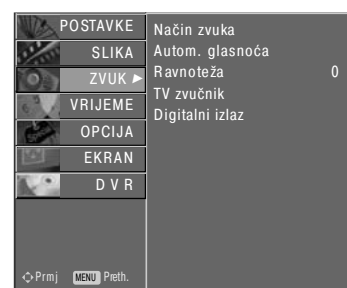 POSTAVKE
SLIKA
ZVUK
VRIJEME
OPCIJA
EKRAN
DVR
Način zvuka
Autom. glasnoća
Ravnoteža 0
TV zvučnik
Digitalni izlaz
Prmj MENU Preth.